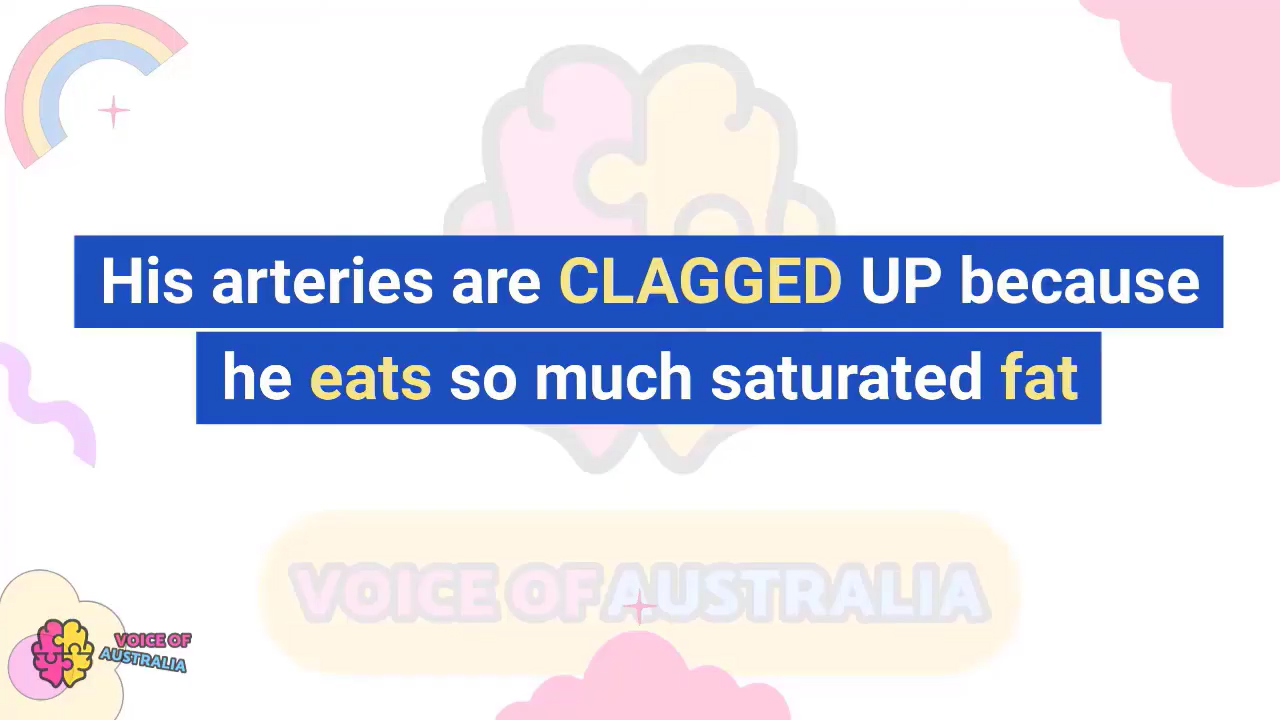 His arteries are CLAGGED UP because
he eats so much saturated fat
VOICE OF AUSTRALIA
VOICE OF
AUSTRALIA